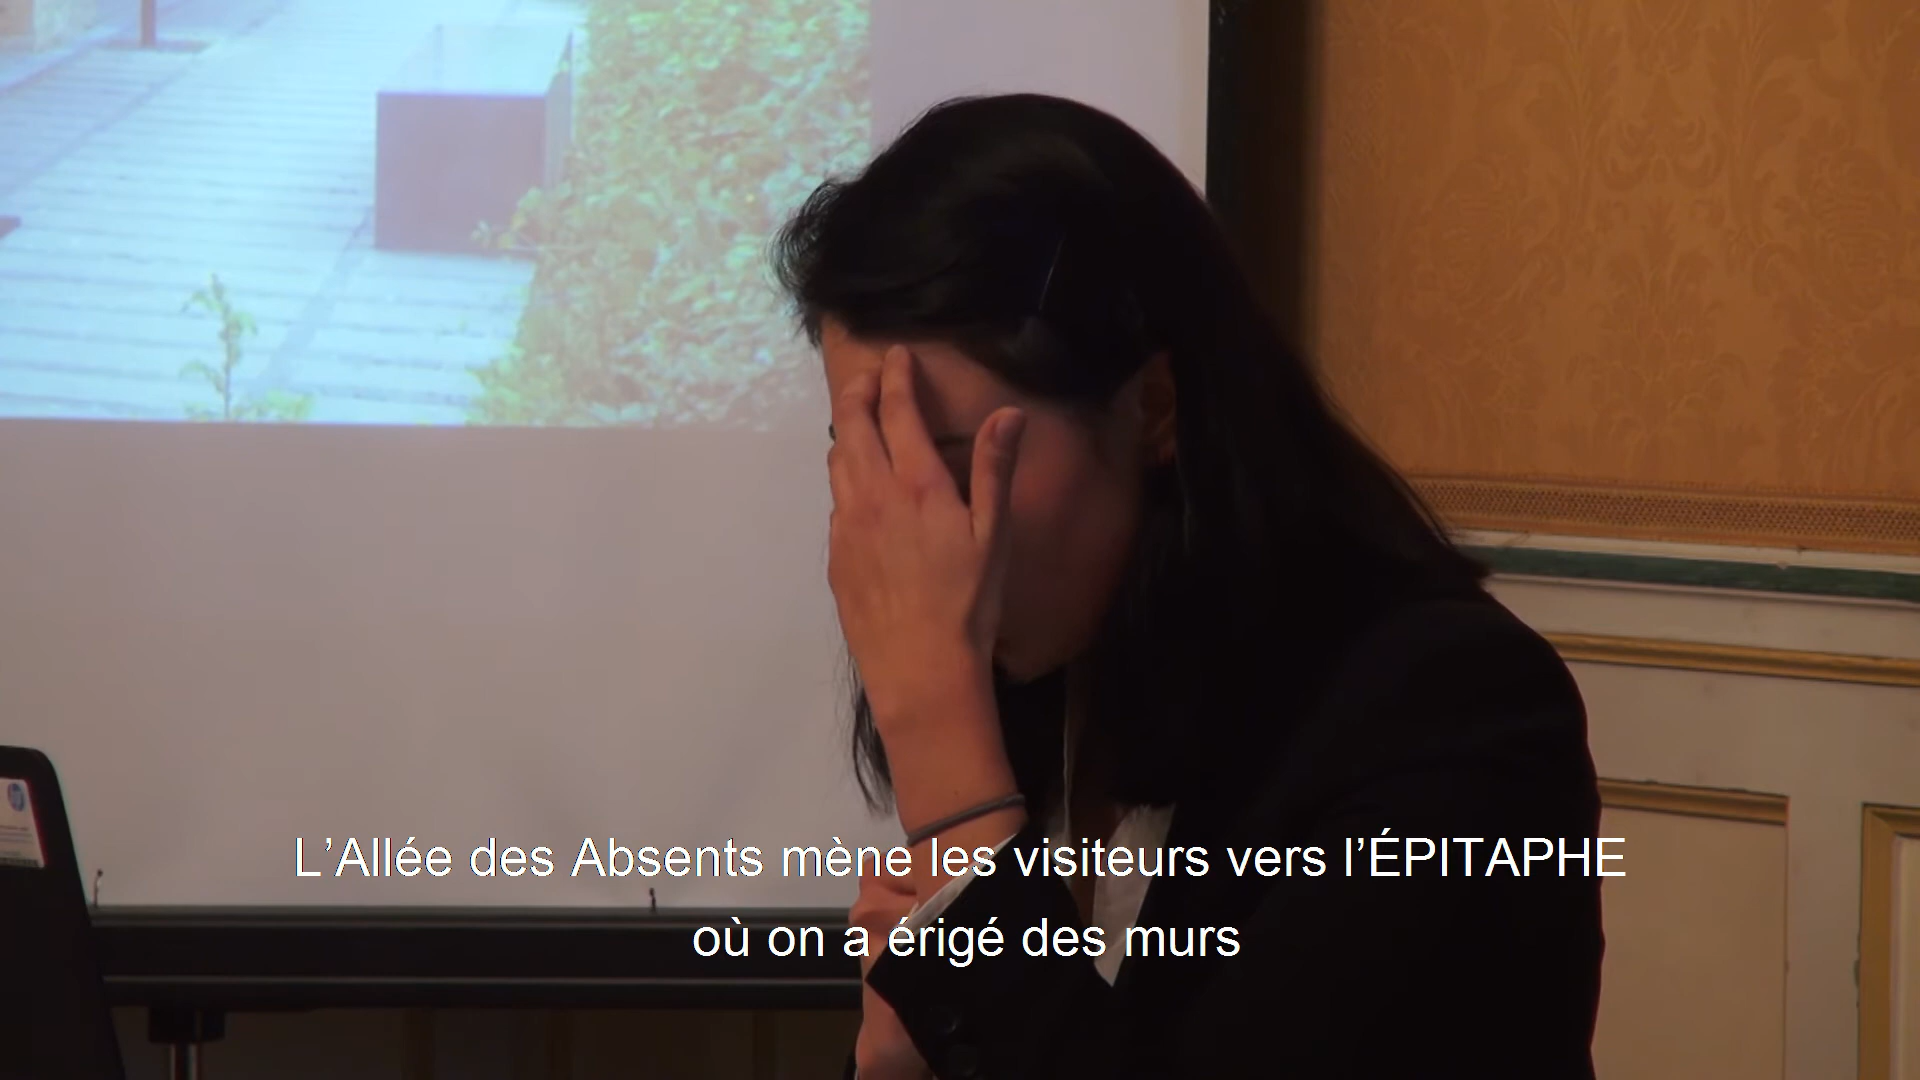 L’Allée des Absents mène les visiteurs vers l’ÉPITAPHE
où on a érigé des murs